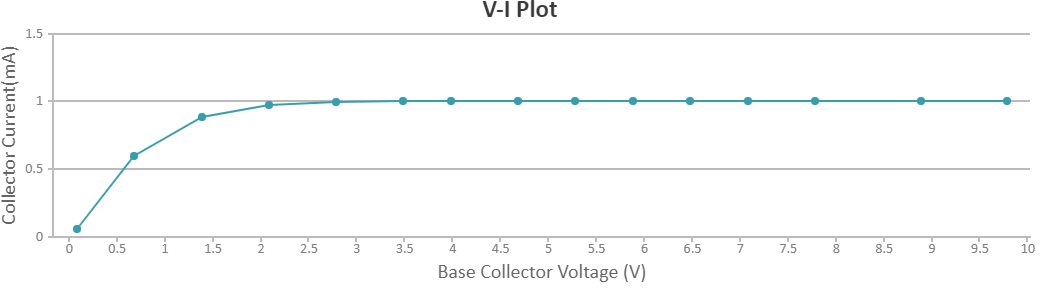 V-I Plot
Collector Current(mA)
1.5
1
0.5
0
0 0.5 1 1.5 2 2.5 3 3.5 4 4.5 5 5.5 6 6.5 7 7.5 8 8.5 9 9.5 10
Base Collector Voltage (V)